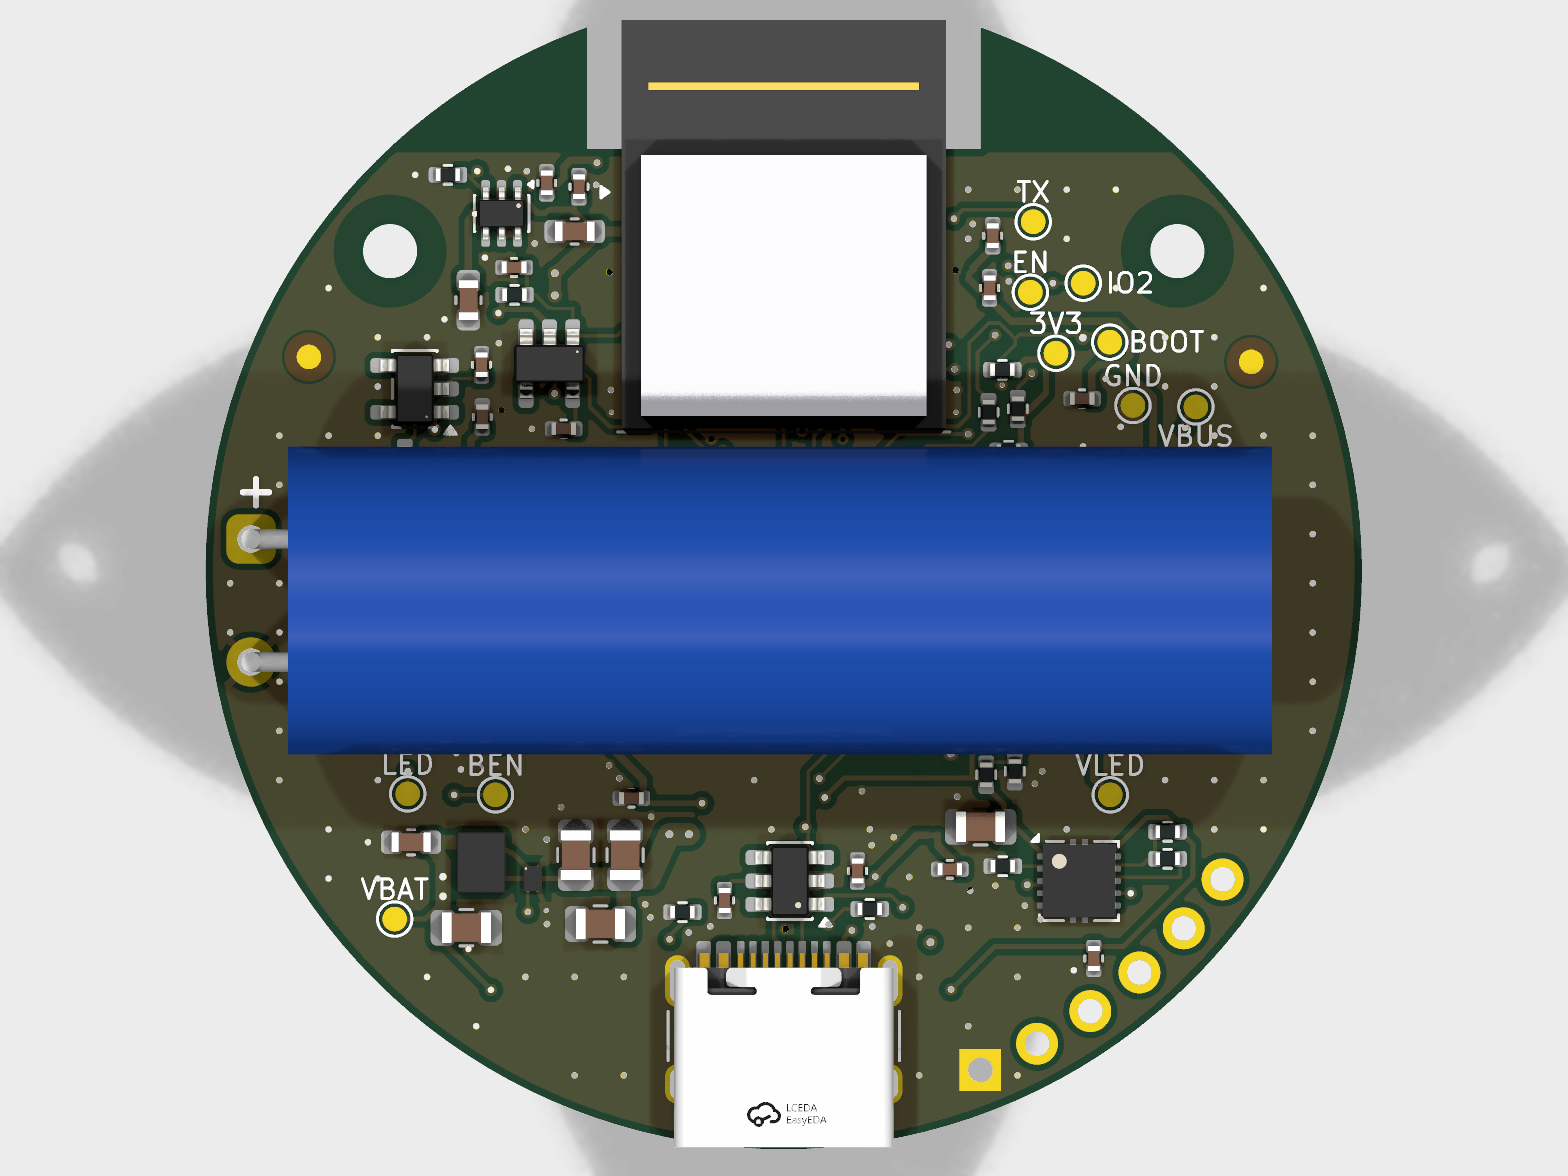 TX
EN
IO2
3V3
BOOT
GND
VBUS
+
LED
BEN
VLED
VBAT
LCEDA
EasyEDA